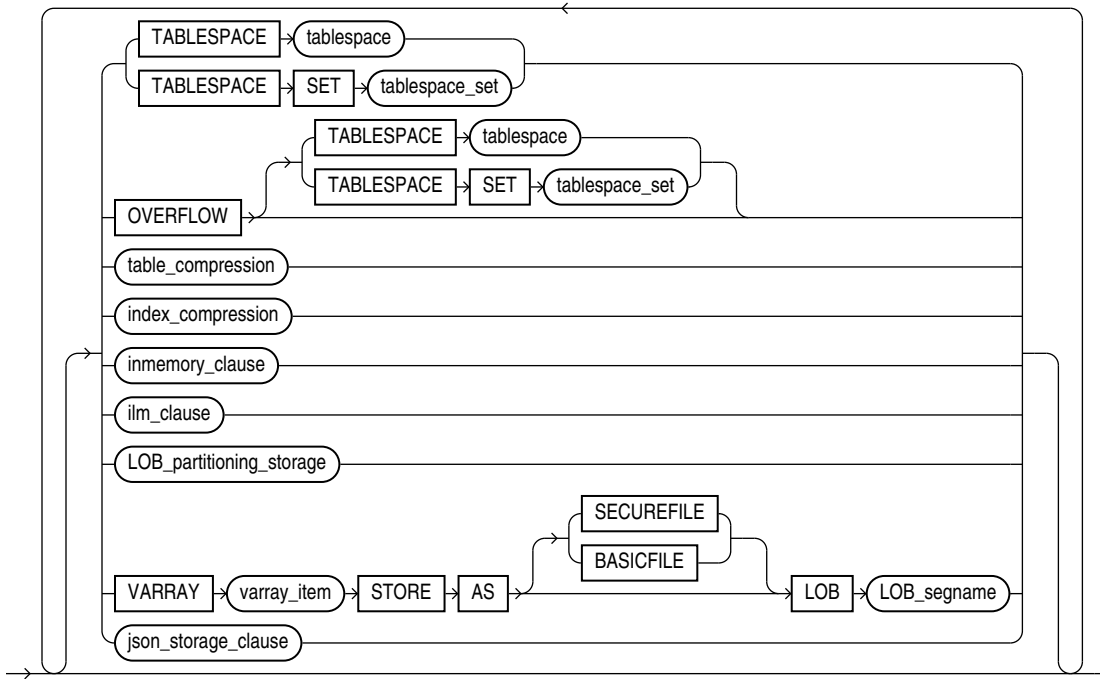 TABLESPACE tablespace
TABLESPACE SET tablespace_set
TABLESPACE tablespace
TABLESPACE SET tablespace_set
OVERFLOW
table_compression
index_compression
inmemory_clause
ilm_clause
LOB_partitioning_storage
SECUREFILE
BASICFILE
VARRAY varray_item STORE AS LOB LOB_segname
json_storage_clause